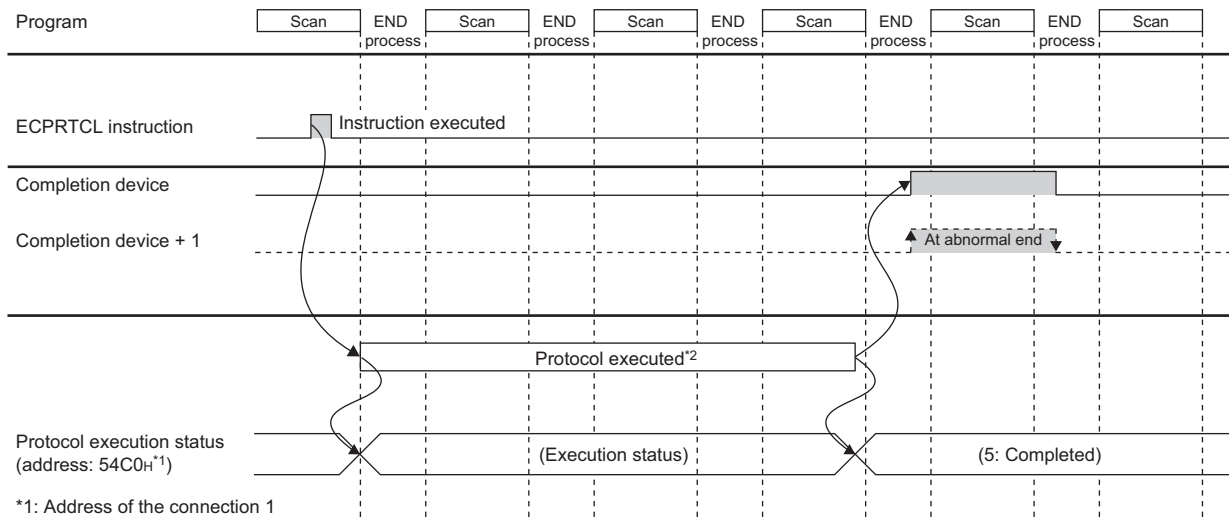 Program
Scan END Scan END Scan END Scan END Scan END Scan
process process process process process
ECPRTCL instruction
Instruction executed
Completion device
Completion device + 1
At abnormal end
Protocol executed*2
Protocol execution status
(address: 54C0H*1)
(Execution status)
(5: Completed)
*1: Address of the connection 1